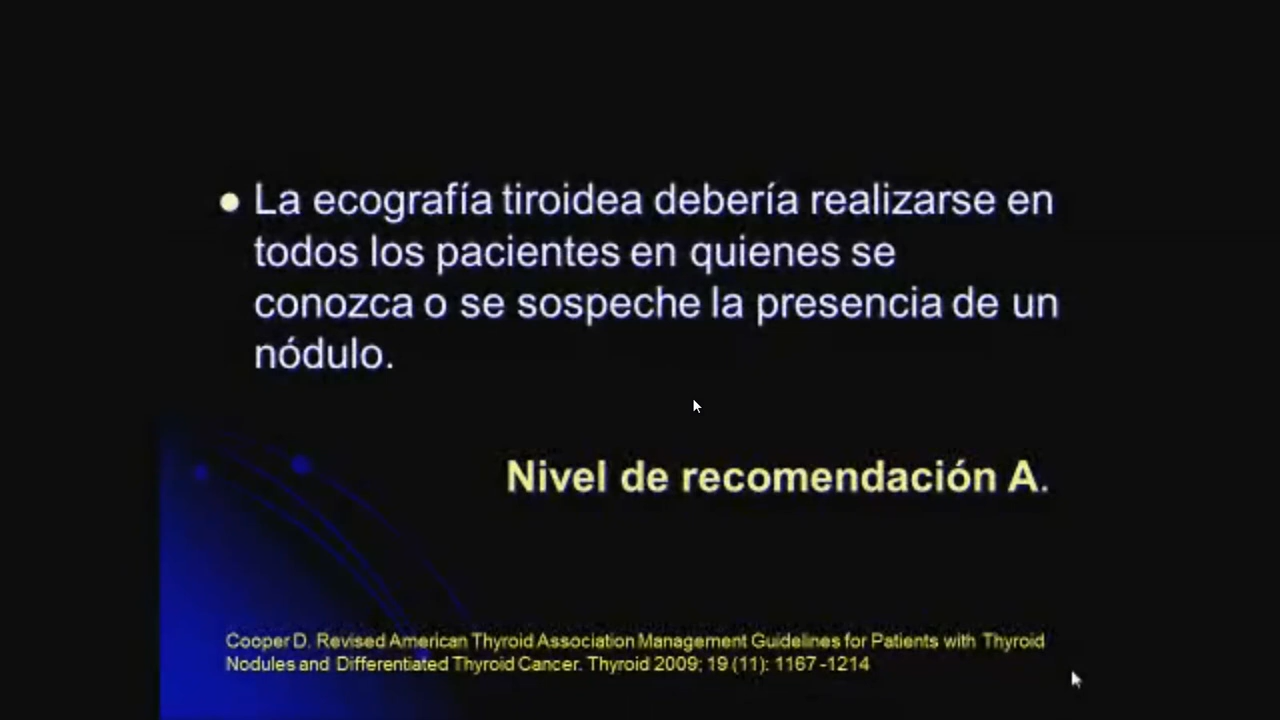 La ecografía tiroidea debería realizarse en
todos los pacientes en quienes se
conozca o se sospeche la presencia de un
nódulo.
Nivel de recomendación A.
Cooper D. Revised American Thyroid Association Management Guidelines for Patients with Thyroid
Nodules and Differentiated Thyroid Cancer. Thyroid 2009; 19 (11): 1167 -1214